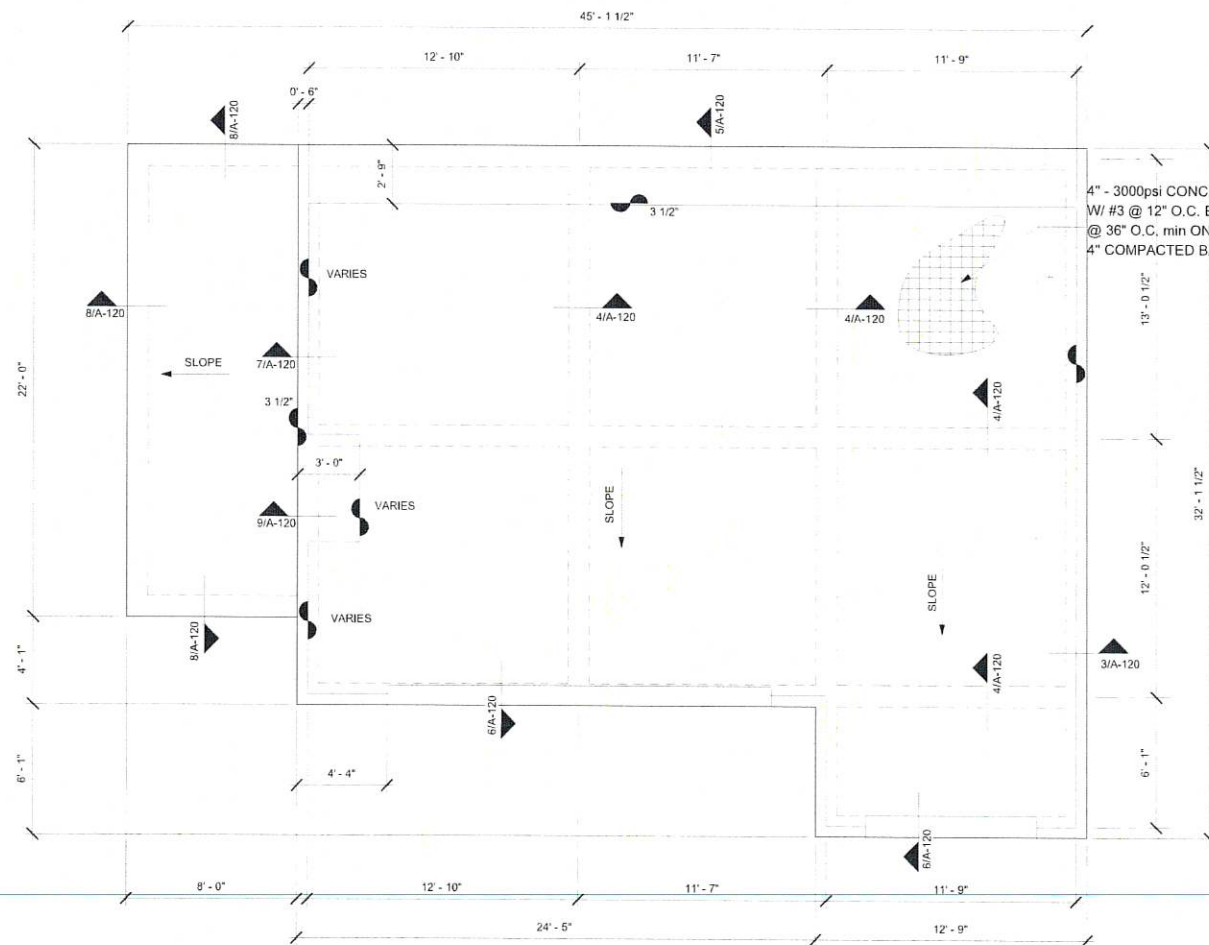 45' - 1 1/2"
12' - 10"
11' - 7"
11' - 9"
0' - 6"
8/A-120
5/A-120
2' - 9"
4" - 3000psi CONC
W/ #3 @ 12" O.C.
@ 36" O.C, min ON
4" COMPACTED
3 1/2"
VARIES
8/A-120
4/A-120
4/A-120
13' - 0 1/2"
7/A-120
SLOPE
22' - 0"
4/A-120
3 1/2"
3' - 0"
VARIES
SLOPE
32' - 1 1/2"
9/A-120
12' - 0 1/2"
SLOPE
VARIES
8/A-120
4' - 1"
3/A-120
4/A-120
6/A-120
6' - 1"
6' - 1"
4' - 4"
6/A-120
8' - 0"
12' - 10"
11' - 7"
11' - 9"
24' - 5"
12' - 9"